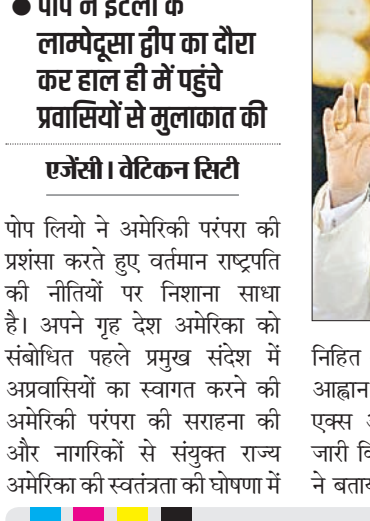 ● पोप ने इटली के
लाम्पेदूसा द्वीप का दौरा
कर हाल ही में पहुंचे
प्रवासियों से मुलाकात की
एजेंसी। वेटिकन सिटी
पोप लियो ने अमेरिकी परंपरा की
प्रशंसा करते हुए वर्तमान राष्ट्रपति
की नीतियों पर निशाना साधा
है। अपने गृह देश अमेरिका को
संबोधित पहले प्रमुख संदेश में
अप्रवासियों का स्वागत करने की
अमेरिकी परंपरा की सराहना की
और नागरिकों से संयुक्त राज्य
अमेरिका की स्वतंत्रता की घोषणा में
निहित
आह्वान
एक्स
जारी
ने